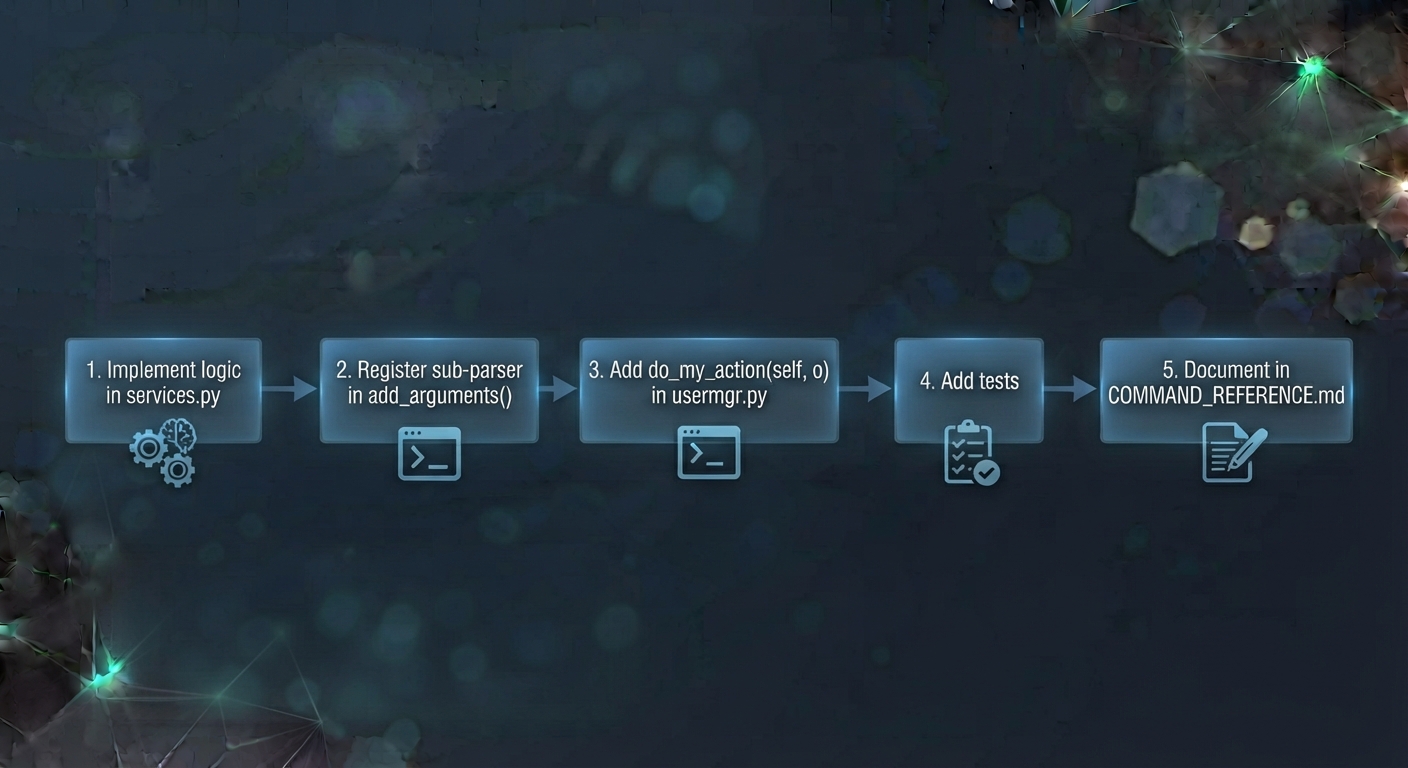 1. Implement logic
in services.py
2. Register sub-parser
in add_arguments()
3. Add do_my_action(self, o)
in usermgr.py
4. Add tests
5. Document in
COMMAND_REFERENCE.md